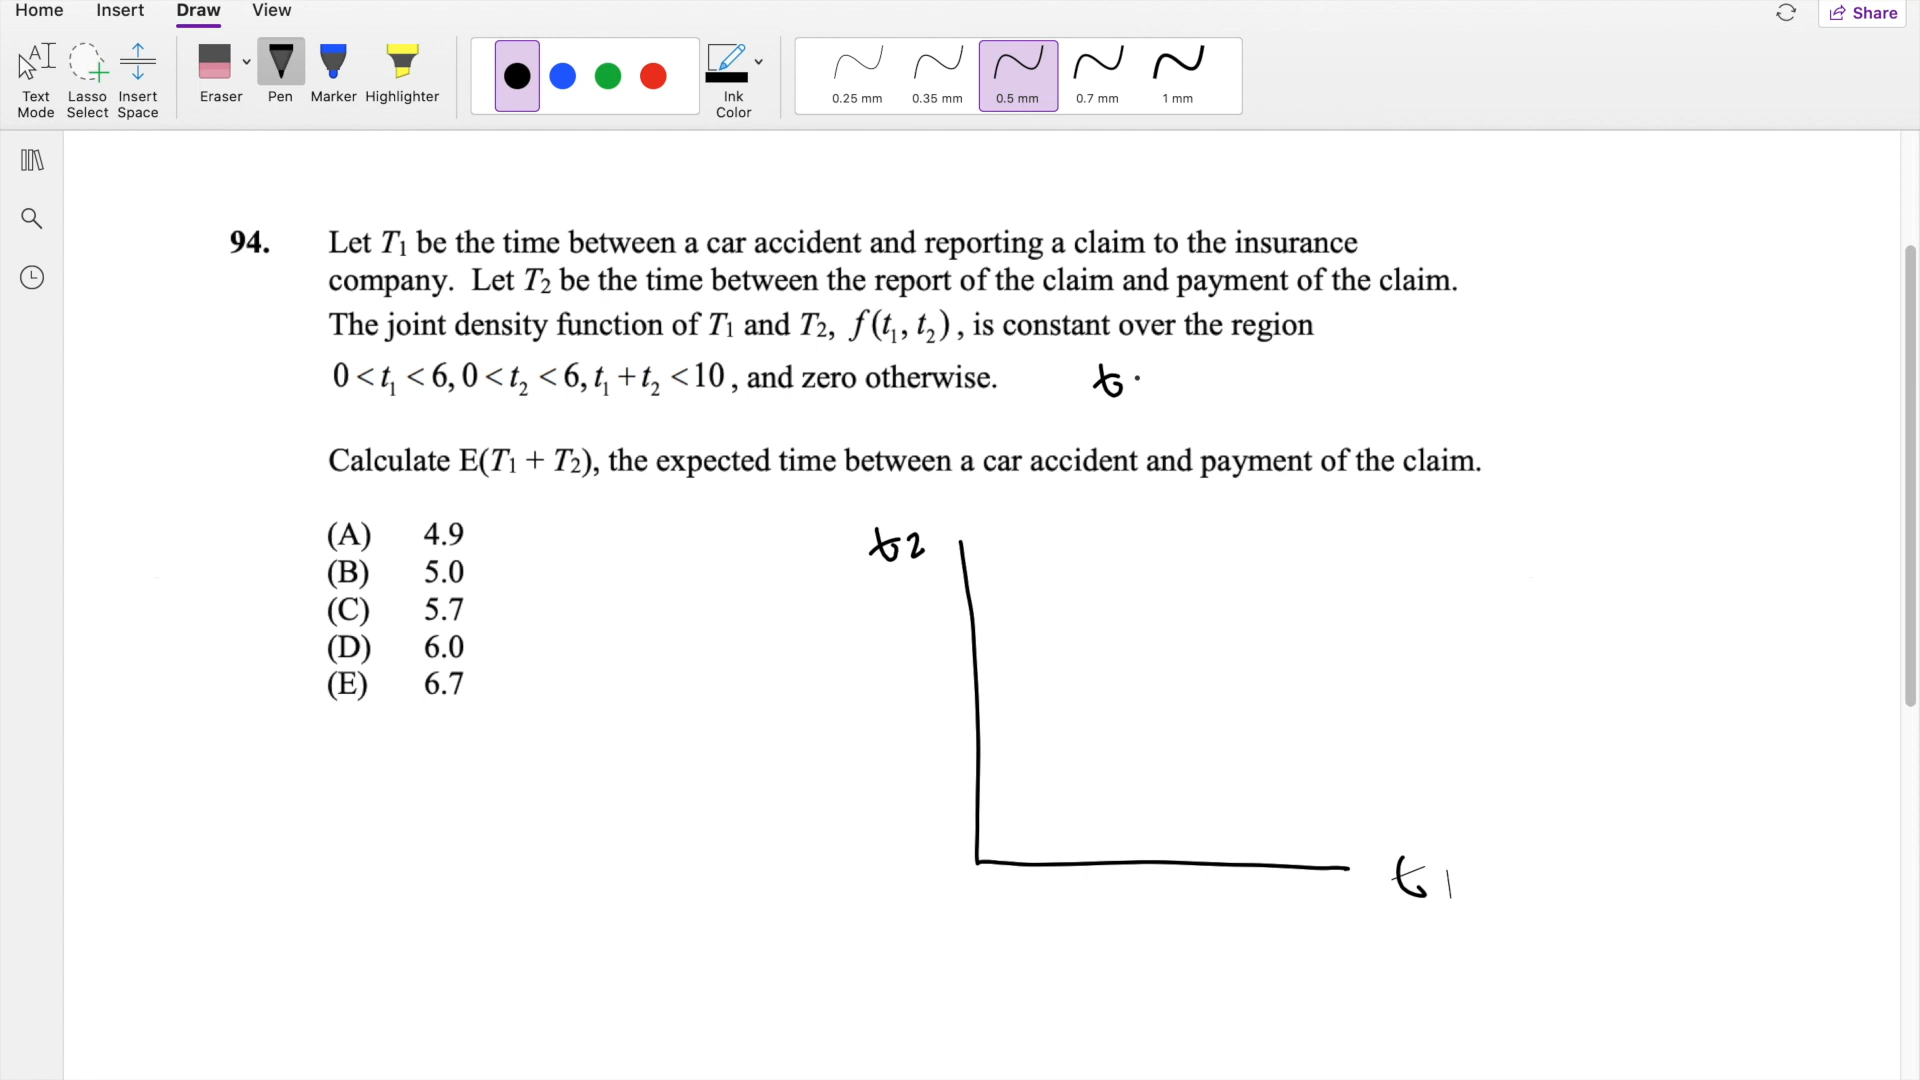 Home Insert Draw View
Share
Text Mode Lasso Select Insert Space Eraser Pen Marker Highlighter Ink Color 0.25 mm 0.35 mm 0.5 mm 0.7 mm 1 mm
94. Let T₁ be the time between a car accident and reporting a claim to the insurance
company. Let T₂ be the time between the report of the claim and payment of the claim.
The joint density function of T₁ and T₂, f(t₁, t₂), is constant over the region
0 < t₁ < 6, 0 < t₂ < 6, t₁ + t₂ < 10, and zero otherwise. t
Calculate E(T₁ + T₂), the expected time between a car accident and payment of the claim.
(A) 4.9
(B) 5.0
(C) 5.7
(D) 6.0
(E) 6.7
t2
t1